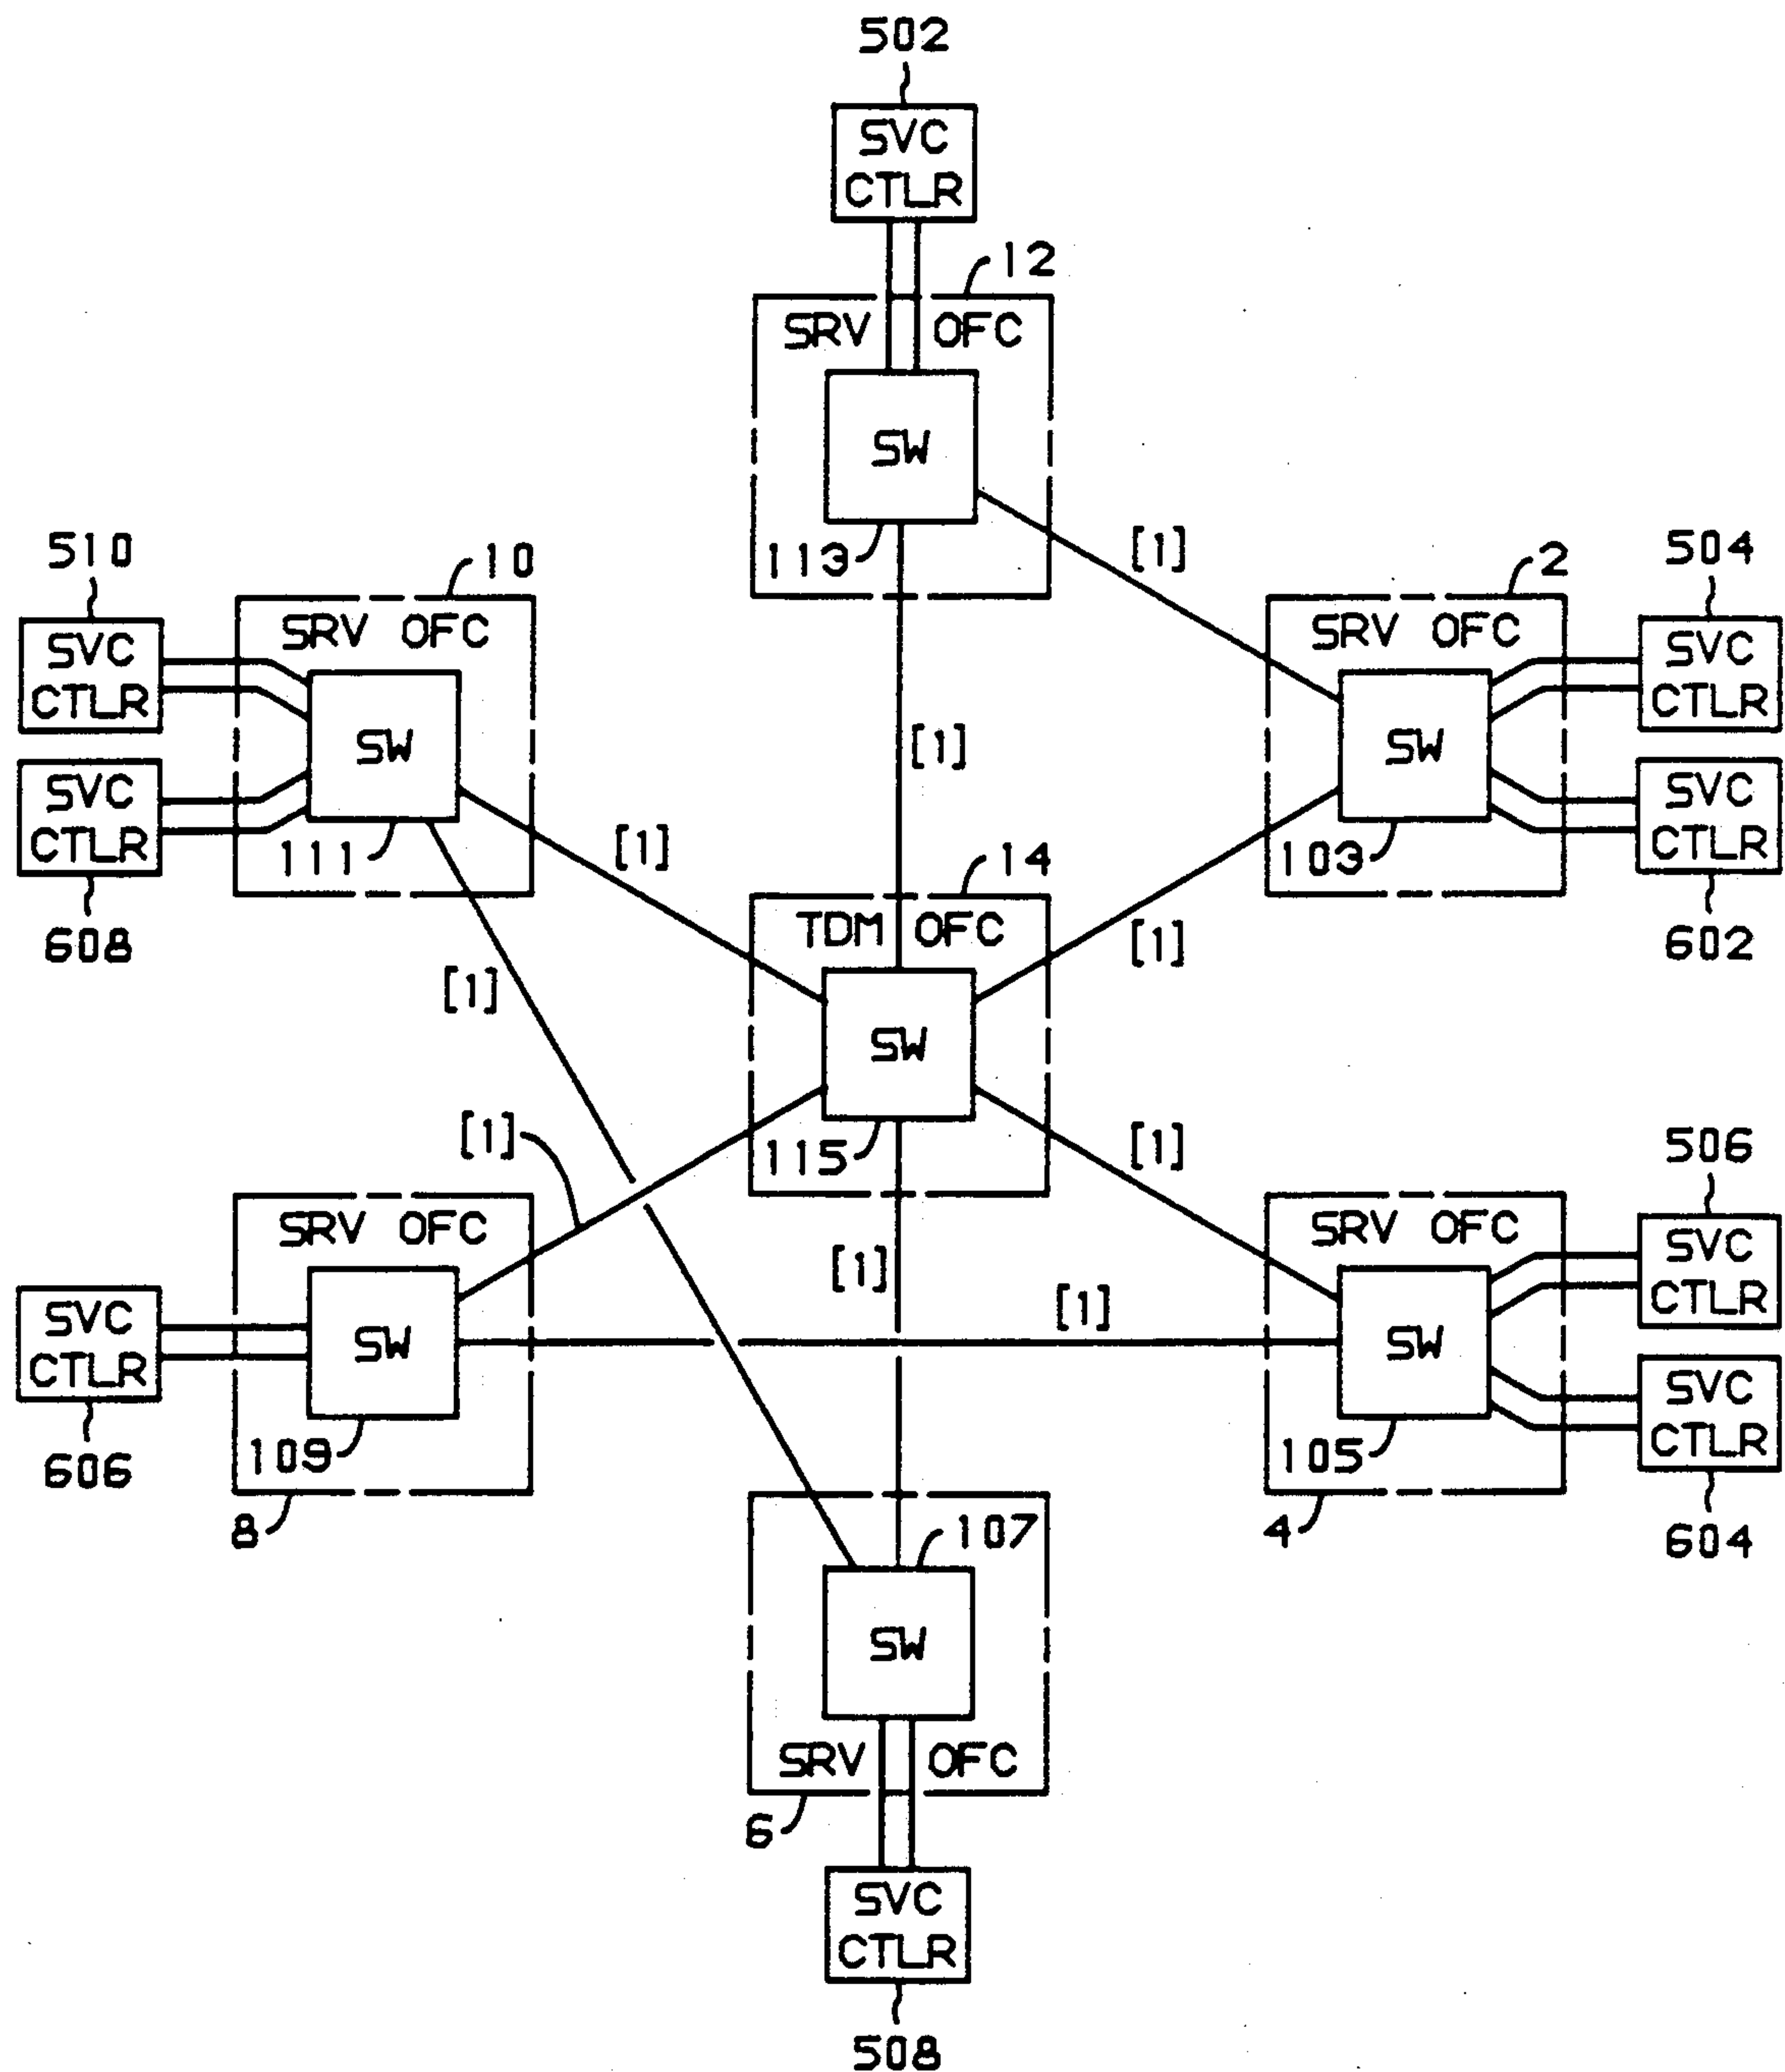 502
SVC
CTLR
12
SRV OFC
SW
113
[1]
510
10
2
504
SVC
CTLR
SRV OFC
SW
111
SVC
CTLR
608
SRV OFC
SW
103
SVC
CTLR
SVC
CTLR
602
[1]
[1]
[1]
[1]
14
TDM OFC
SW
115
[1]
[1]
506
8
SRV OFC
SW
109
SVC
CTLR
606
[1]
[1]
SRV OFC
SW
105
4
SVC
CTLR
SVC
CTLR
604
107
SW
SRV OFC
6
SVC
CTLR
508